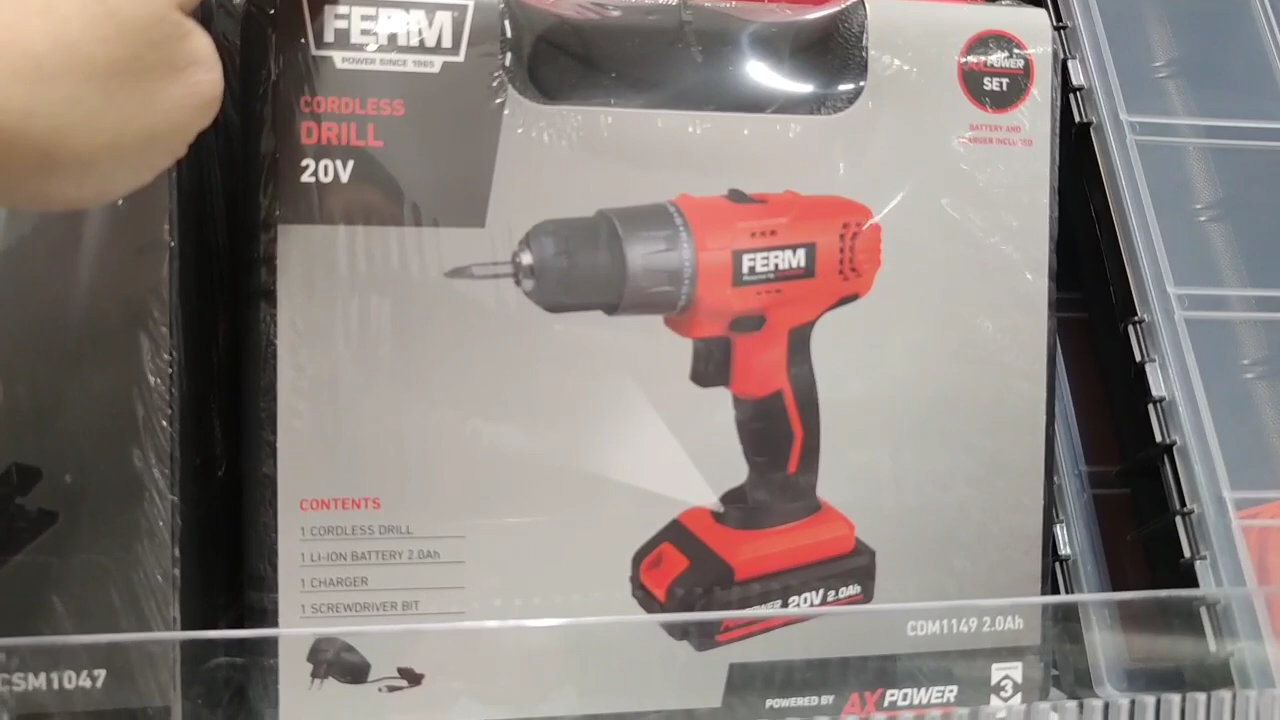 FERM
POWER SINCE 1965
CORDLESS
DRILL
20V
AXPOWER
SET
BATTERY AND
CHARGER INCLUDED
FERM
CONTENTS
1 CORDLESS DRILL
1 LI-ION BATTERY 2.0Ah
1 CHARGER
1 SCREWDRIVER BIT
20V 2.0Ah
CDM1149 2.0Ah
CSM1047
POWERED BY AXPOWER
3